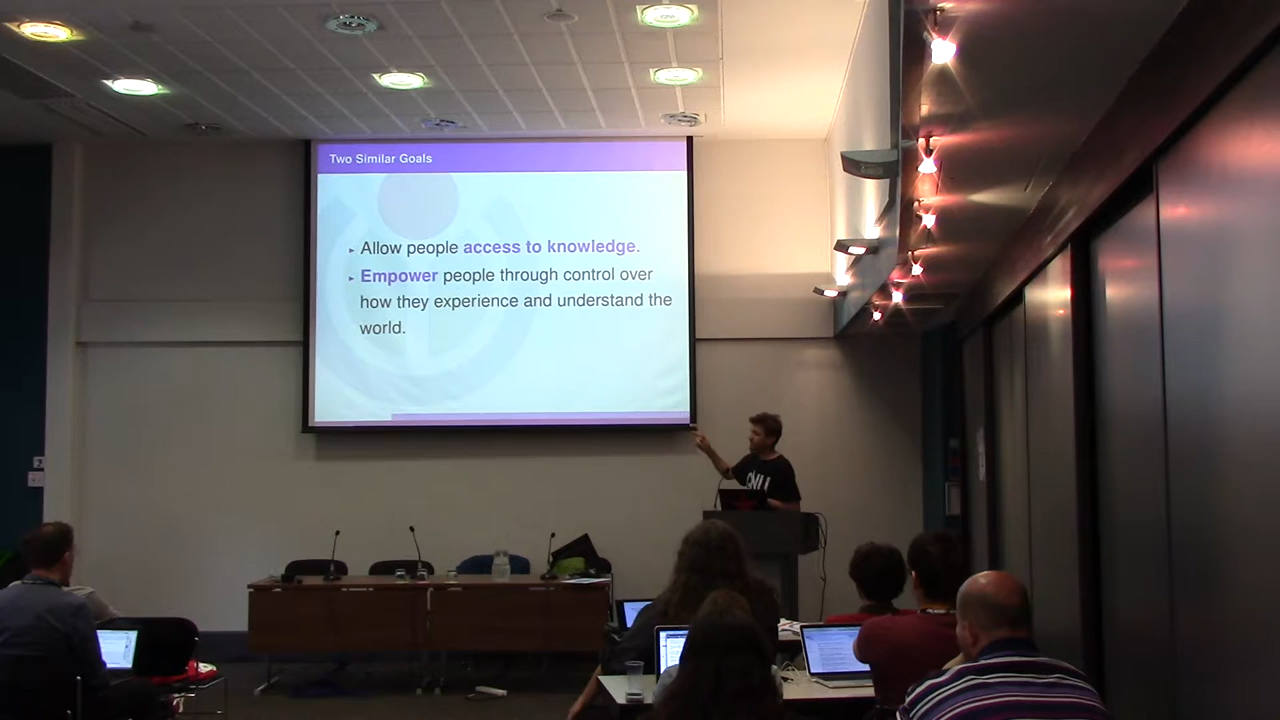 Two Similar Goals
▸ Allow people access to knowledge.
▸ Empower people through control over
how they experience and understand the
world.